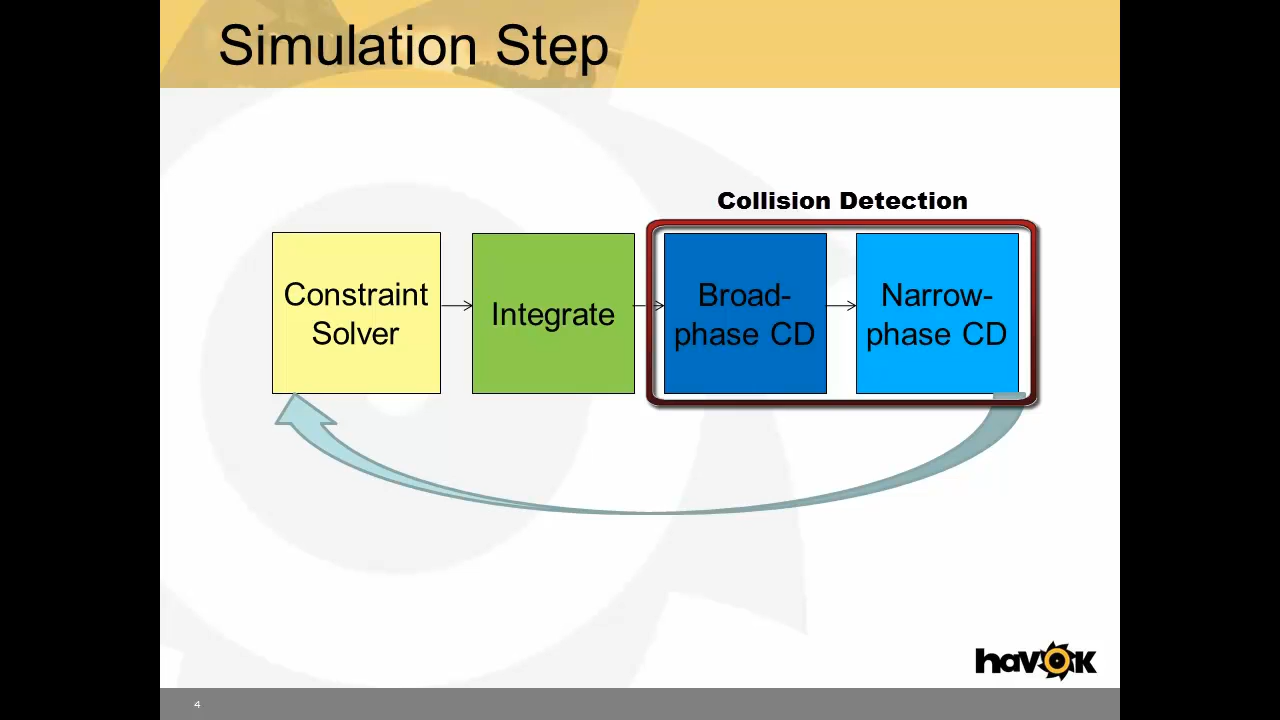 Simulation Step
Collision Detection
Constraint
Solver
Integrate
Broad-
phase CD
Narrow-
phase CD
havok
4